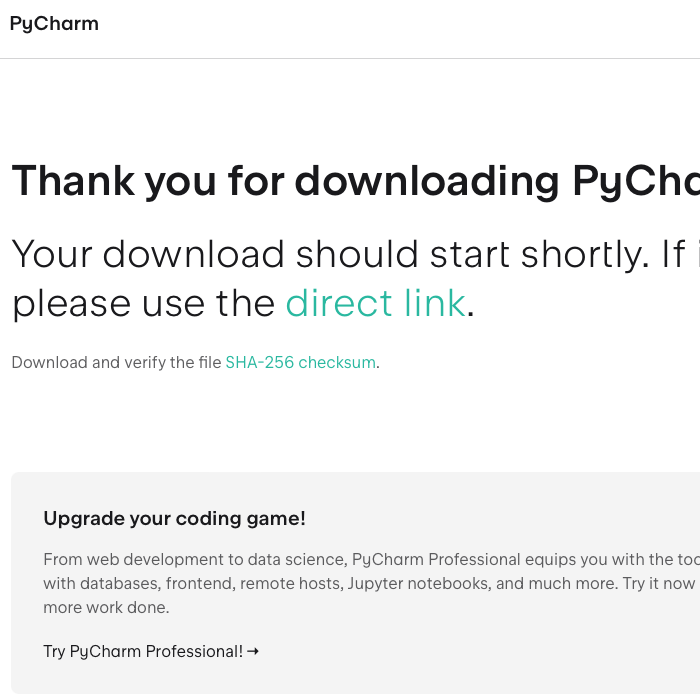 PyCharm
Thank you for downloading
Your download should start shortly. If
please use the direct link.
Download and verify the file SHA-256 checksum.
Upgrade your coding game!
From web development to data science, PyCharm Professional equips you with the
with databases, frontend, remote hosts, Jupyter notebooks, and much more. Try it now
more work done.
Try PyCharm Professional! →